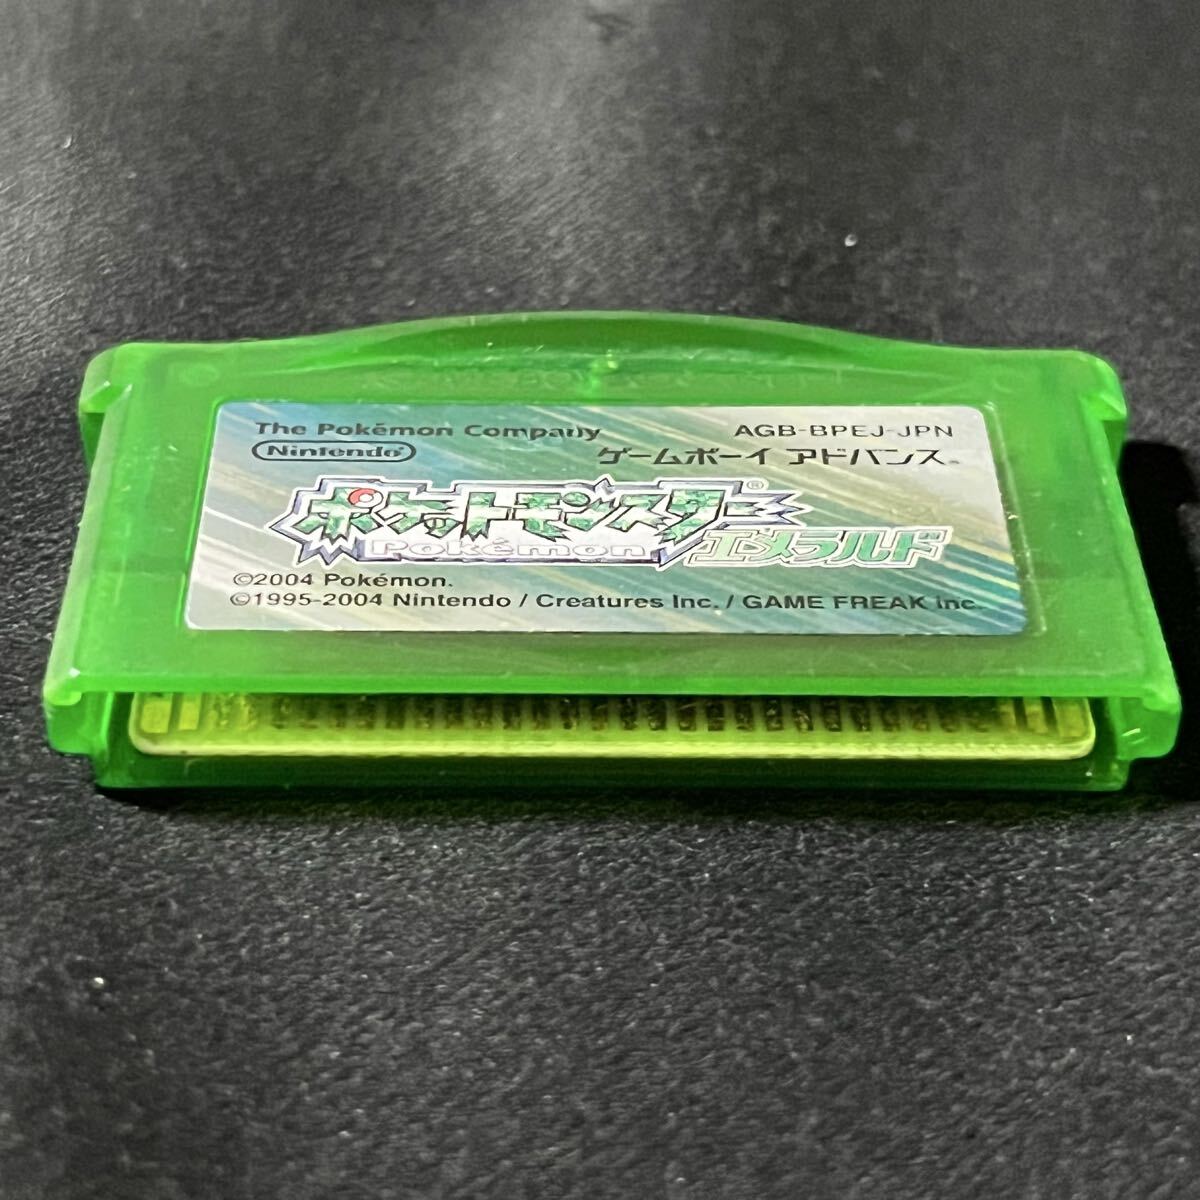 The Pokémon Company AGB-BPEJ-JPN
Nintendo® ゲームボーイ アドバンス®
ポケットモンスター®
Pokémon エメラルド
©2004 Pokémon.
©1995-2004 Nintendo / Creatures Inc. / GAME FREAK inc.